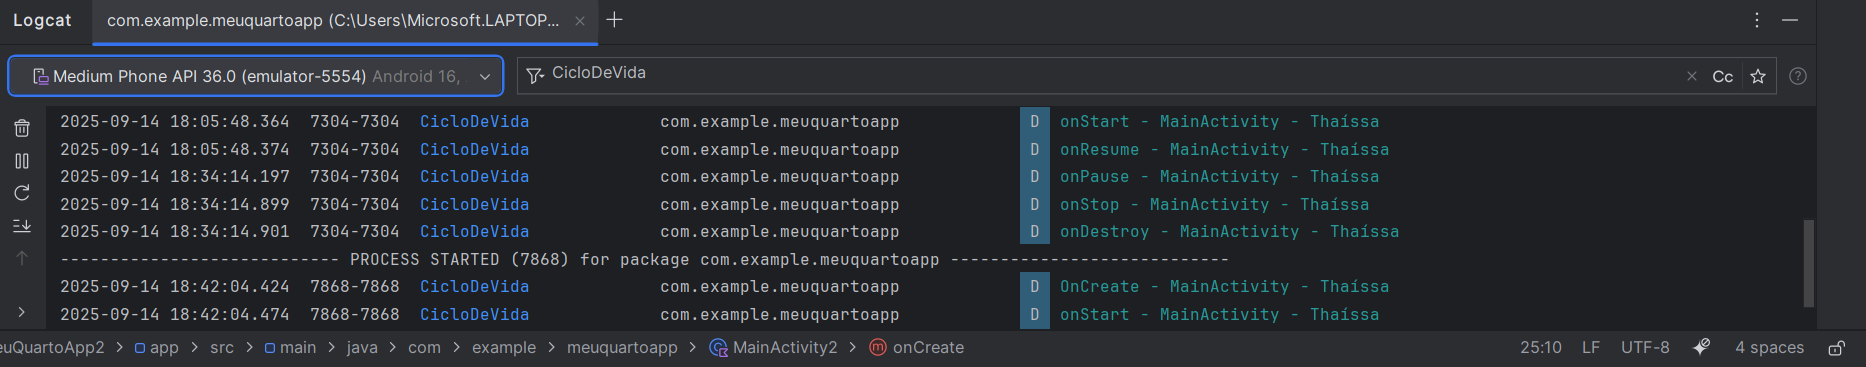 Logcat com.example.meuquartoapp (C:\Users\Microsoft.LAPTOP...
Medium Phone API 36.0 (emulator-5554) Android 16, CicloDeVida Cc
2025-09-14 18:05:48.364 7304-7304 CicloDeVida com.example.meuquartoapp D onStart - MainActivity - Thaíssa
2025-09-14 18:05:48.374 7304-7304 CicloDeVida com.example.meuquartoapp D onResume - MainActivity - Thaíssa
2025-09-14 18:34:14.197 7304-7304 CicloDeVida com.example.meuquartoapp D onPause - MainActivity - Thaíssa
2025-09-14 18:34:14.899 7304-7304 CicloDeVida com.example.meuquartoapp D onStop - MainActivity - Thaíssa
2025-09-14 18:34:14.901 7304-7304 CicloDeVida com.example.meuquartoapp D onDestroy - MainActivity - Thaíssa
---------------------------- PROCESS STARTED (7868) for package com.example.meuquartoapp ----------------------------
2025-09-14 18:42:04.424 7868-7868 CicloDeVida com.example.meuquartoapp D OnCreate - MainActivity - Thaíssa
2025-09-14 18:42:04.474 7868-7868 CicloDeVida com.example.meuquartoapp D onStart - MainActivity - Thaíssa
euQuartoApp2 > app > src > main > java > com > example > meuquartoapp > MainActivity2 > onCreate 25:10 LF UTF-8 4 spaces